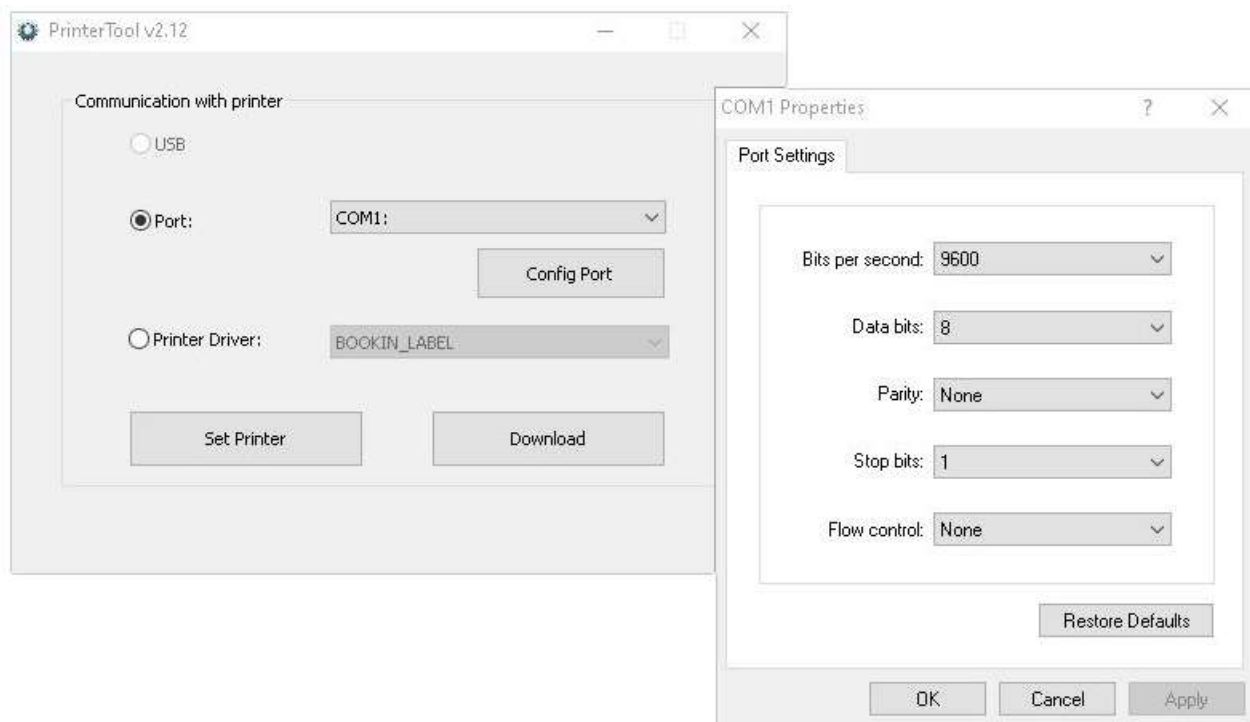 PrinterTool v2.12
Communication with printer
USB
Port:
COM1:
Config Port
Printer Driver:
BOOKIN_LABEL
Set Printer
Download
COM1 Properties
?
Port Settings
Bits per second: 9600
Data bits: 8
Parity: None
Stop bits: 1
Flow control: None
Restore Defaults
OK
Cancel
Apply